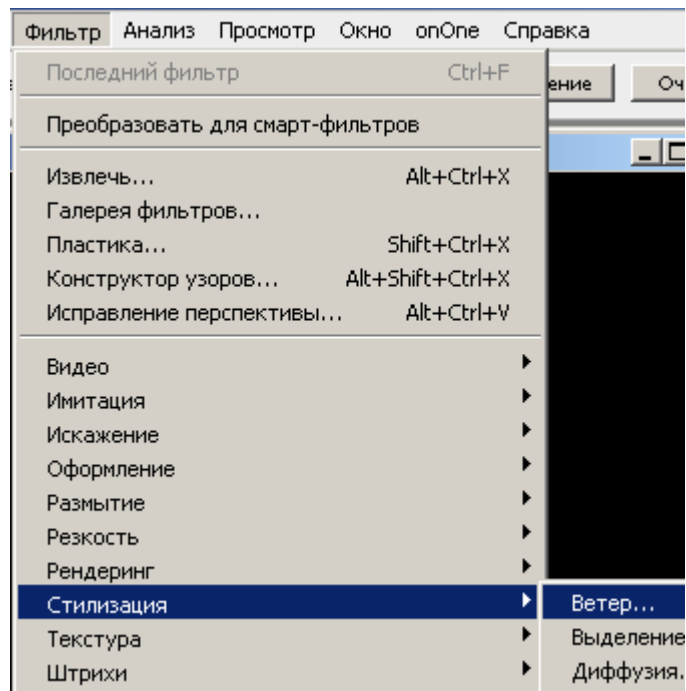 Фильтр Анализ Просмотр Окно onOne Справка
Последний фильтр Ctrl+F
Преобразовать для смарт-фильтров
Извлечь... Alt+Ctrl+X
Галерея фильтров...
Пластика... Shift+Ctrl+X
Конструктор узоров... Alt+Shift+Ctrl+X
Исправление перспективы... Alt+Ctrl+V
Видео
Имитация
Искажение
Оформление
Размытие
Резкость
Рендеринг
Стилизация Ветер...
Текстура Выделение
Штрихи Диффузия.